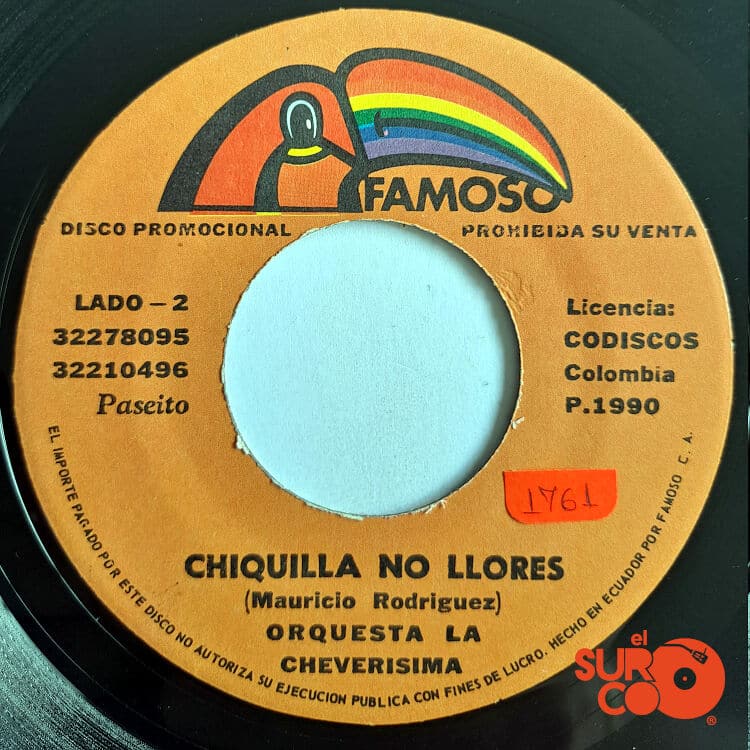 FAMOSO
DISCO PROMOCIONAL
PROHIBIDA SU VENTA
LADO - 2
32278095
32210496
Paseito
Licencia:
CODISCOS
Colombia
P.1990
1761
CHIQUILLA NO LLORES
(Mauricio Rodriguez)
ORQUESTA LA
CHEVERISIMA
EL IMPORTE PAGADO POR ESTE DISCO NO AUTORIZA SU EJECUCION PUBLICA CON FINES DE LUCRO. HECHO EN ECUADOR POR FAMOSO C. A.
el
SURCO
®